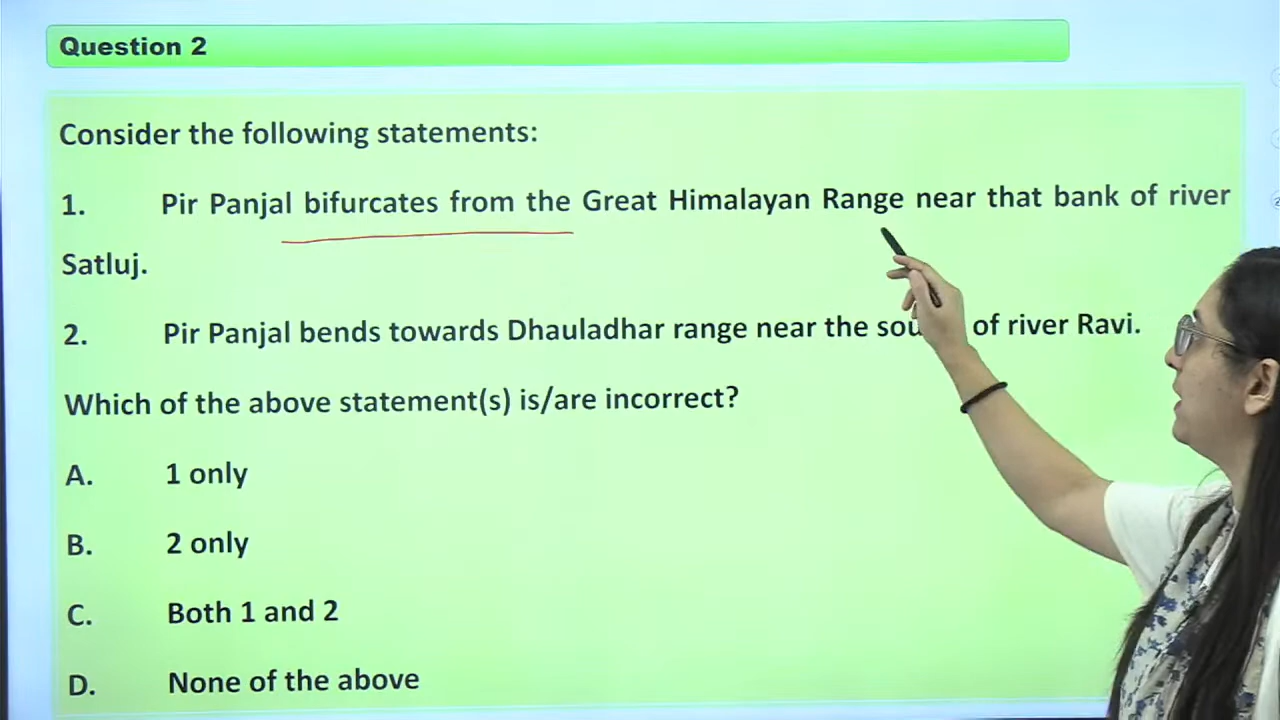 Question 2
Consider the following statements:
1. Pir Panjal bifurcates from the Great Himalayan Range near that bank of river
Satluj.
2. Pir Panjal bends towards Dhauladhar range near the of river Ravi.
Which of the above statement(s) is/are incorrect?
A. 1 only
B. 2 only
C. Both 1 and 2
D. None of the above